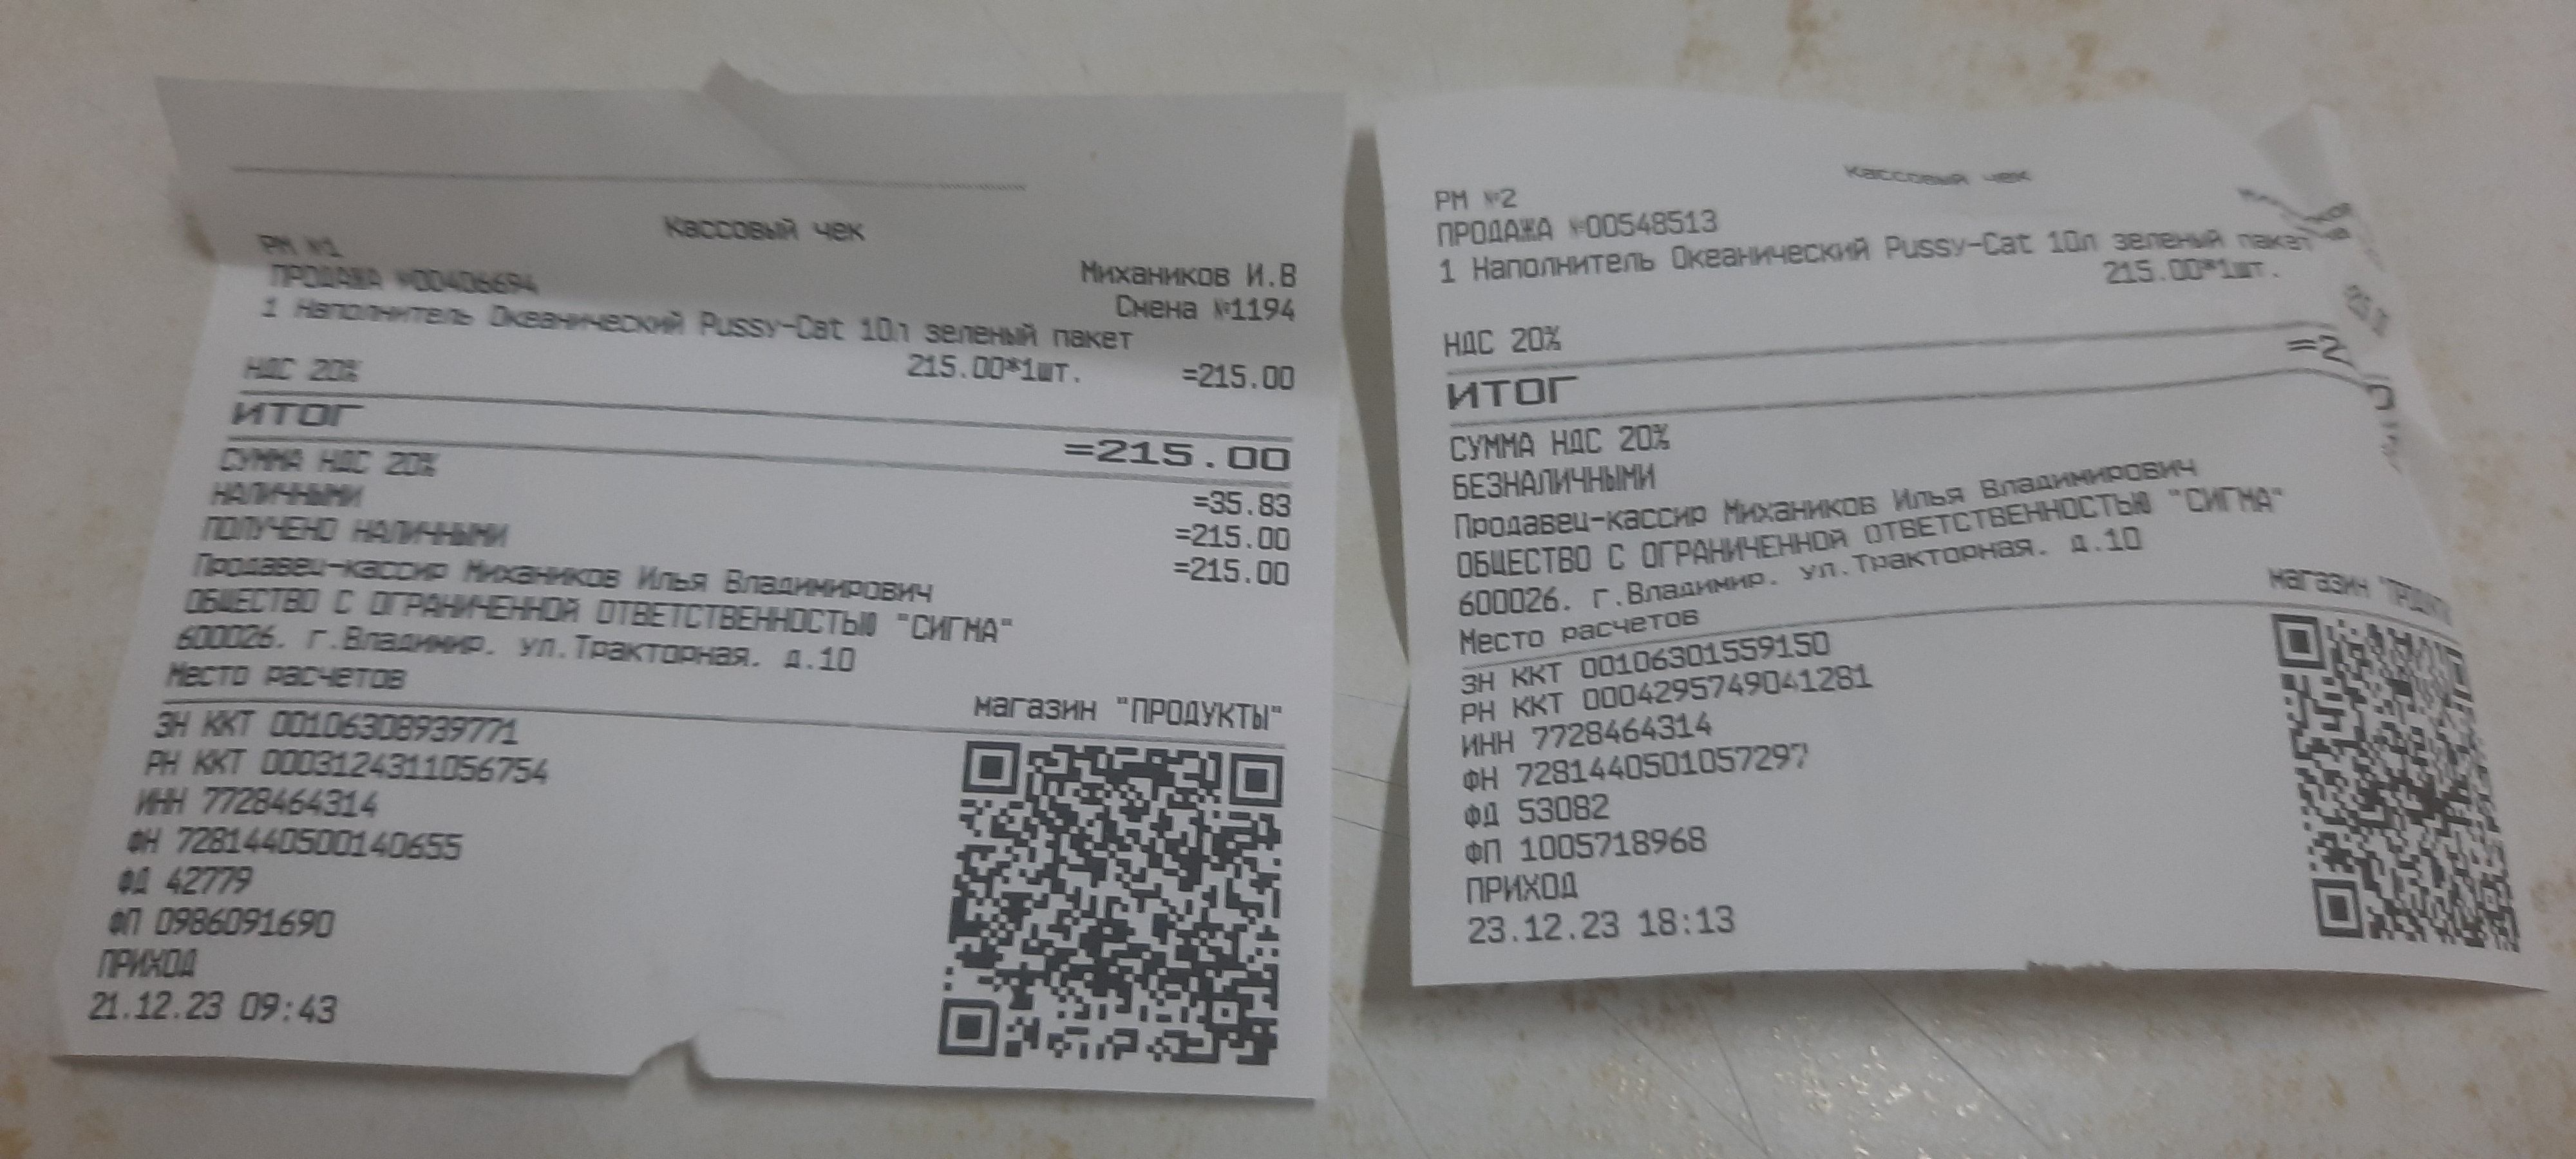 Кассовый чек
РМ №1
Михаников И.В
ПРОДАЖА №00406694
Смена №1194
1 Наполнитель Океанический Pussy-Cat 10л зеленый пакет
215.00*1шт. =215.00
НДС 20%
ИТОГ =215.00
СУММА НДС 20% =35.83
НАЛИЧНЫМИ =215.00
ПОЛУЧЕНО НАЛИЧНЫМИ =215.00
Продавец-кассир Михаников Илья Владимирович
ОБЩЕСТВО С ОГРАНИЧЕННОЙ ОТВЕТСТВЕННОСТЬЮ "СИГМА"
600026. г.Владимир. ул.Тракторная. д.10
Место расчетов магазин "ПРОДУКТЫ"
ЗН ККТ 00106308939771
РН ККТ 0003124311056754
ИНН 7728464314
ФН 7281440500140655
ФД 42779
ФП 0986091690
ПРИХОД
21.12.23 09:43
Кассовый чек
РМ №2
ПРОДАЖА №00548513
1 Наполнитель Океанический Pussy-Cat 10л зеленый пакет
215.00*1шт.
НДС 20%
ИТОГ =2
СУММА НДС 20%
БЕЗНАЛИЧНЫМИ
Продавец-кассир Михаников Илья Владимирович
ОБЩЕСТВО С ОГРАНИЧЕННОЙ ОТВЕТСТВЕННОСТЬЮ "СИГМА"
600026. г.Владимир. ул.Тракторная. д.10
Место расчетов магазин
ЗН ККТ 00106301559150
РН ККТ 0004295749041281
ИНН 7728464314
ФН 7281440501057297
ФД 53082
ФП 1005718968
ПРИХОД
23.12.23 18:13